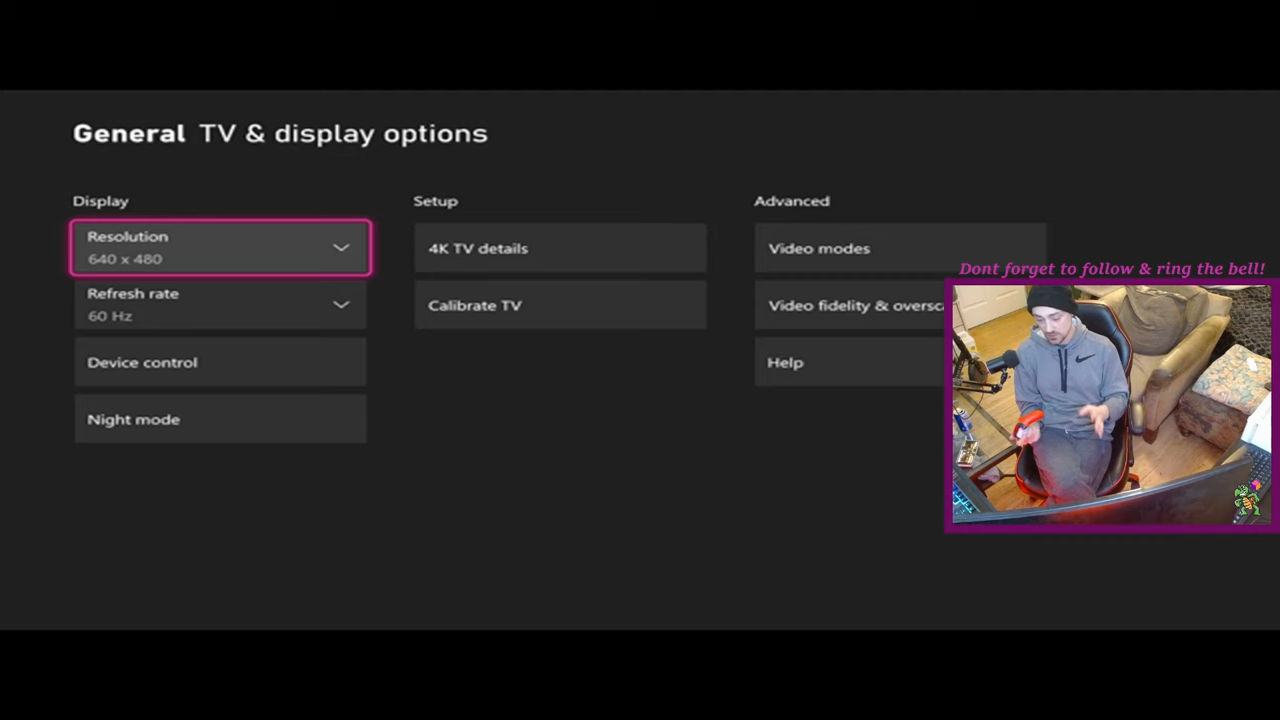 General TV & display options
Display
Resolution
640 x 480
Refresh rate
60 Hz
Device control
Night mode
Setup
4K TV details
Calibrate TV
Advanced
Video modes
Video fidelity & oversca
Help
Dont forget to follow & ring the bell!